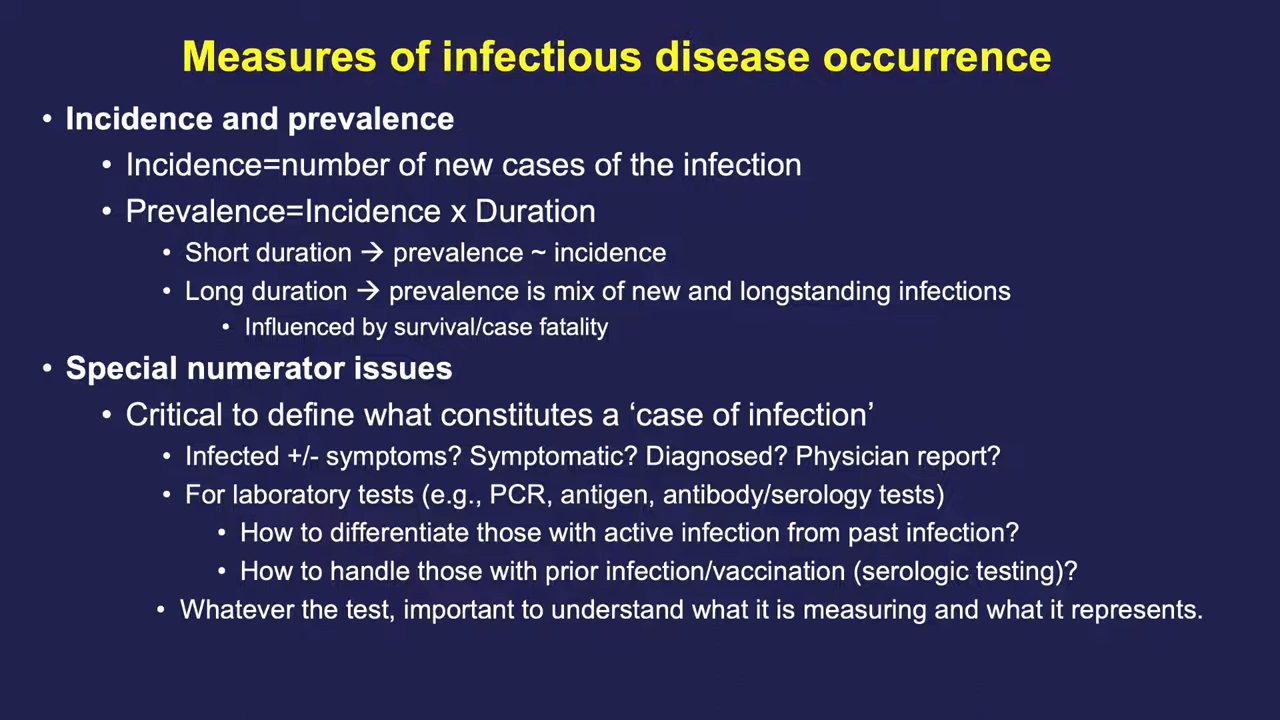 Measures of infectious disease occurrence
• Incidence and prevalence
• Incidence=number of new cases of the infection
• Prevalence=Incidence x Duration
• Short duration → prevalence ~ incidence
• Long duration → prevalence is mix of new and longstanding infections
• Influenced by survival/case fatality
• Special numerator issues
• Critical to define what constitutes a ‘case of infection’
• Infected +/- symptoms? Symptomatic? Diagnosed? Physician report?
• For laboratory tests (e.g., PCR, antigen, antibody/serology tests)
• How to differentiate those with active infection from past infection?
• How to handle those with prior infection/vaccination (serologic testing)?
• Whatever the test, important to understand what it is measuring and what it represents.